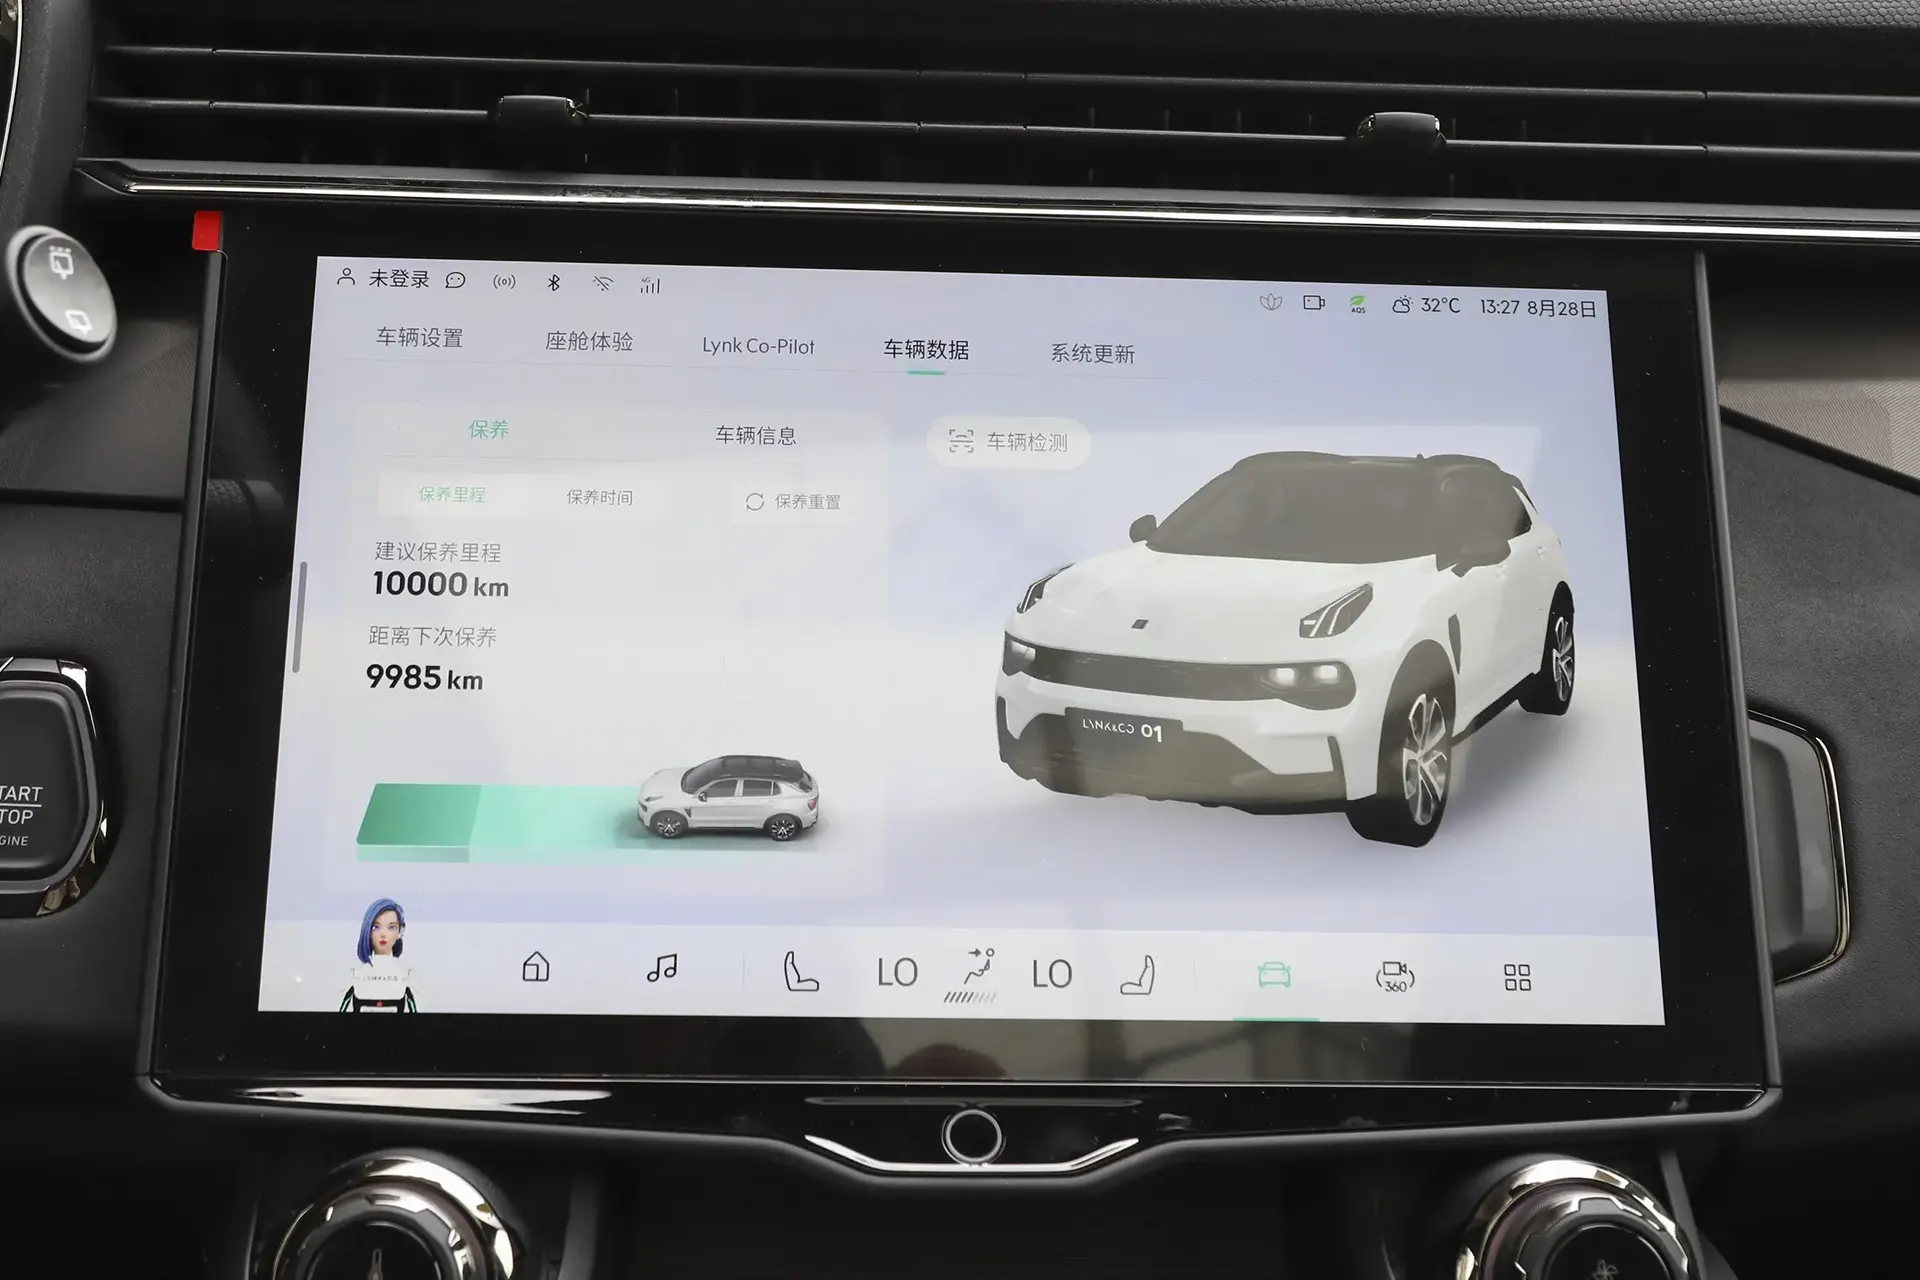 未登录
4G
AQS
32°C 13:27 8月28日
车辆设置 座舱体验 Lynk Co-Pilot 车辆数据 系统更新
保养 车辆信息
车辆检测
保养里程 保养时间 保养重置
建议保养里程
10000 km
距离下次保养
9985 km
LYNK&CO 01
TART
TOP
GINE
LYNK&CO
LO LO
360